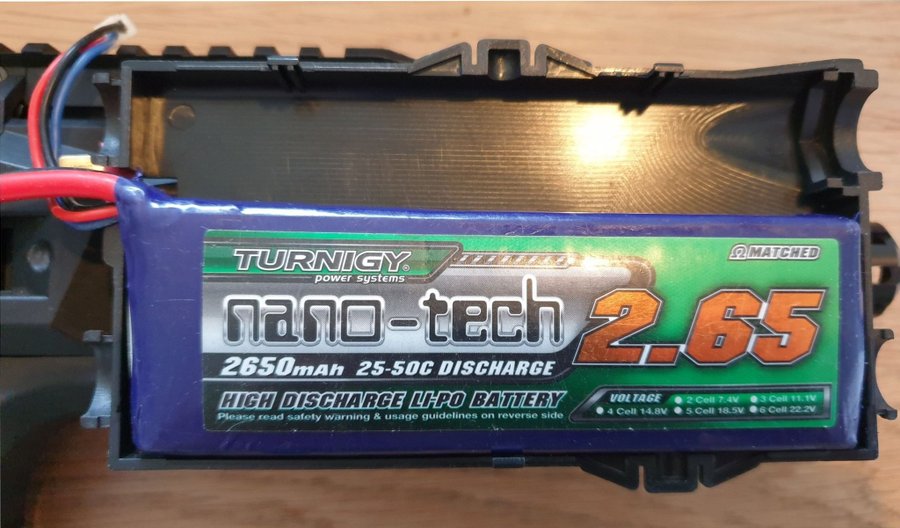 TURNIGY®
power systems
Ω MATCHED
nano-tech
2.65
2650mAh 25-50C DISCHARGE
HIGH DISCHARGE LI-PO BATTERY
Please read safety warning & usage guidelines on reverse side
VOLTAGE • 2 Cell 7.4V • 3 Cell 11.1V
• 4 Cell 14.8V • 5 Cell 18.5V • 6 Cell 22.2V